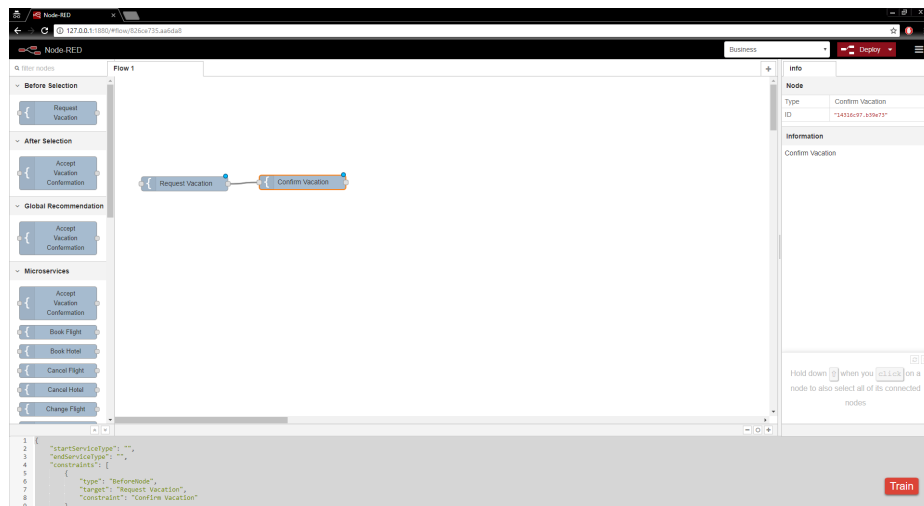 Node-RED
127.0.0.1:1880/#flow/826ce735.aa6da8
Node-RED
Business
Deploy
filter nodes
Flow 1
info
Before Selection
Request
Vacation
After Selection
Accept
Vacation
Confermation
Global Recommendation
Accept
Vacation
Confermation
Microservices
Accept
Vacation
Confermation
Book Flight
Book Hotel
Cancel Flight
Cancel Hotel
Change Flight
Request Vacation
Confirm Vacation
Node
Type Confirm Vacation
ID "14316c97.b39e73"
Information
Confirm Vacation
Hold down when you click on a
node to also select all of its connected
nodes
1 {
2 "startServiceType": "",
3 "endServiceType": "",
4 "constraints": [
5 {
6 "type": "BeforeNode",
7 "target": "Request Vacation",
8 "constraint": "Confirm Vacation"
Train